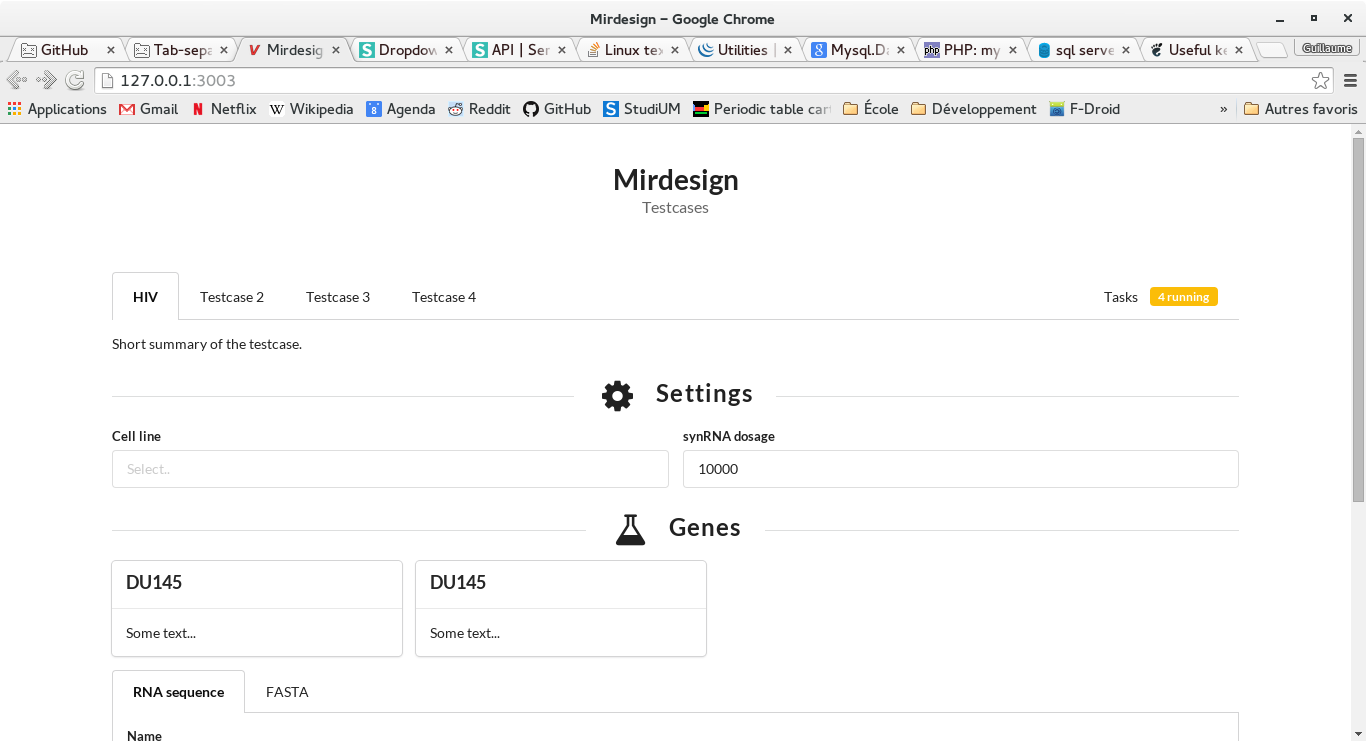 Mirdesign – Google Chrome
GitHub Tab-sepa Mirdesig Dropdow API | Ser Linux te Utilities | Mysql.Da PHP: my sql serve Useful ke Guillaume
127.0.0.1:3003
Applications Gmail Netflix Wikipedia Agenda Reddit GitHub StudiUM Periodic table cart École Développement F-Droid » Autres favoris
Mirdesign
Testcases
HIV Testcase 2 Testcase 3 Testcase 4 Tasks 4 running
Short summary of the testcase.
Settings
Cell line synRNA dosage
Select.. 10000
Genes
DU145 DU145
Some text... Some text...
RNA sequence FASTA
Name